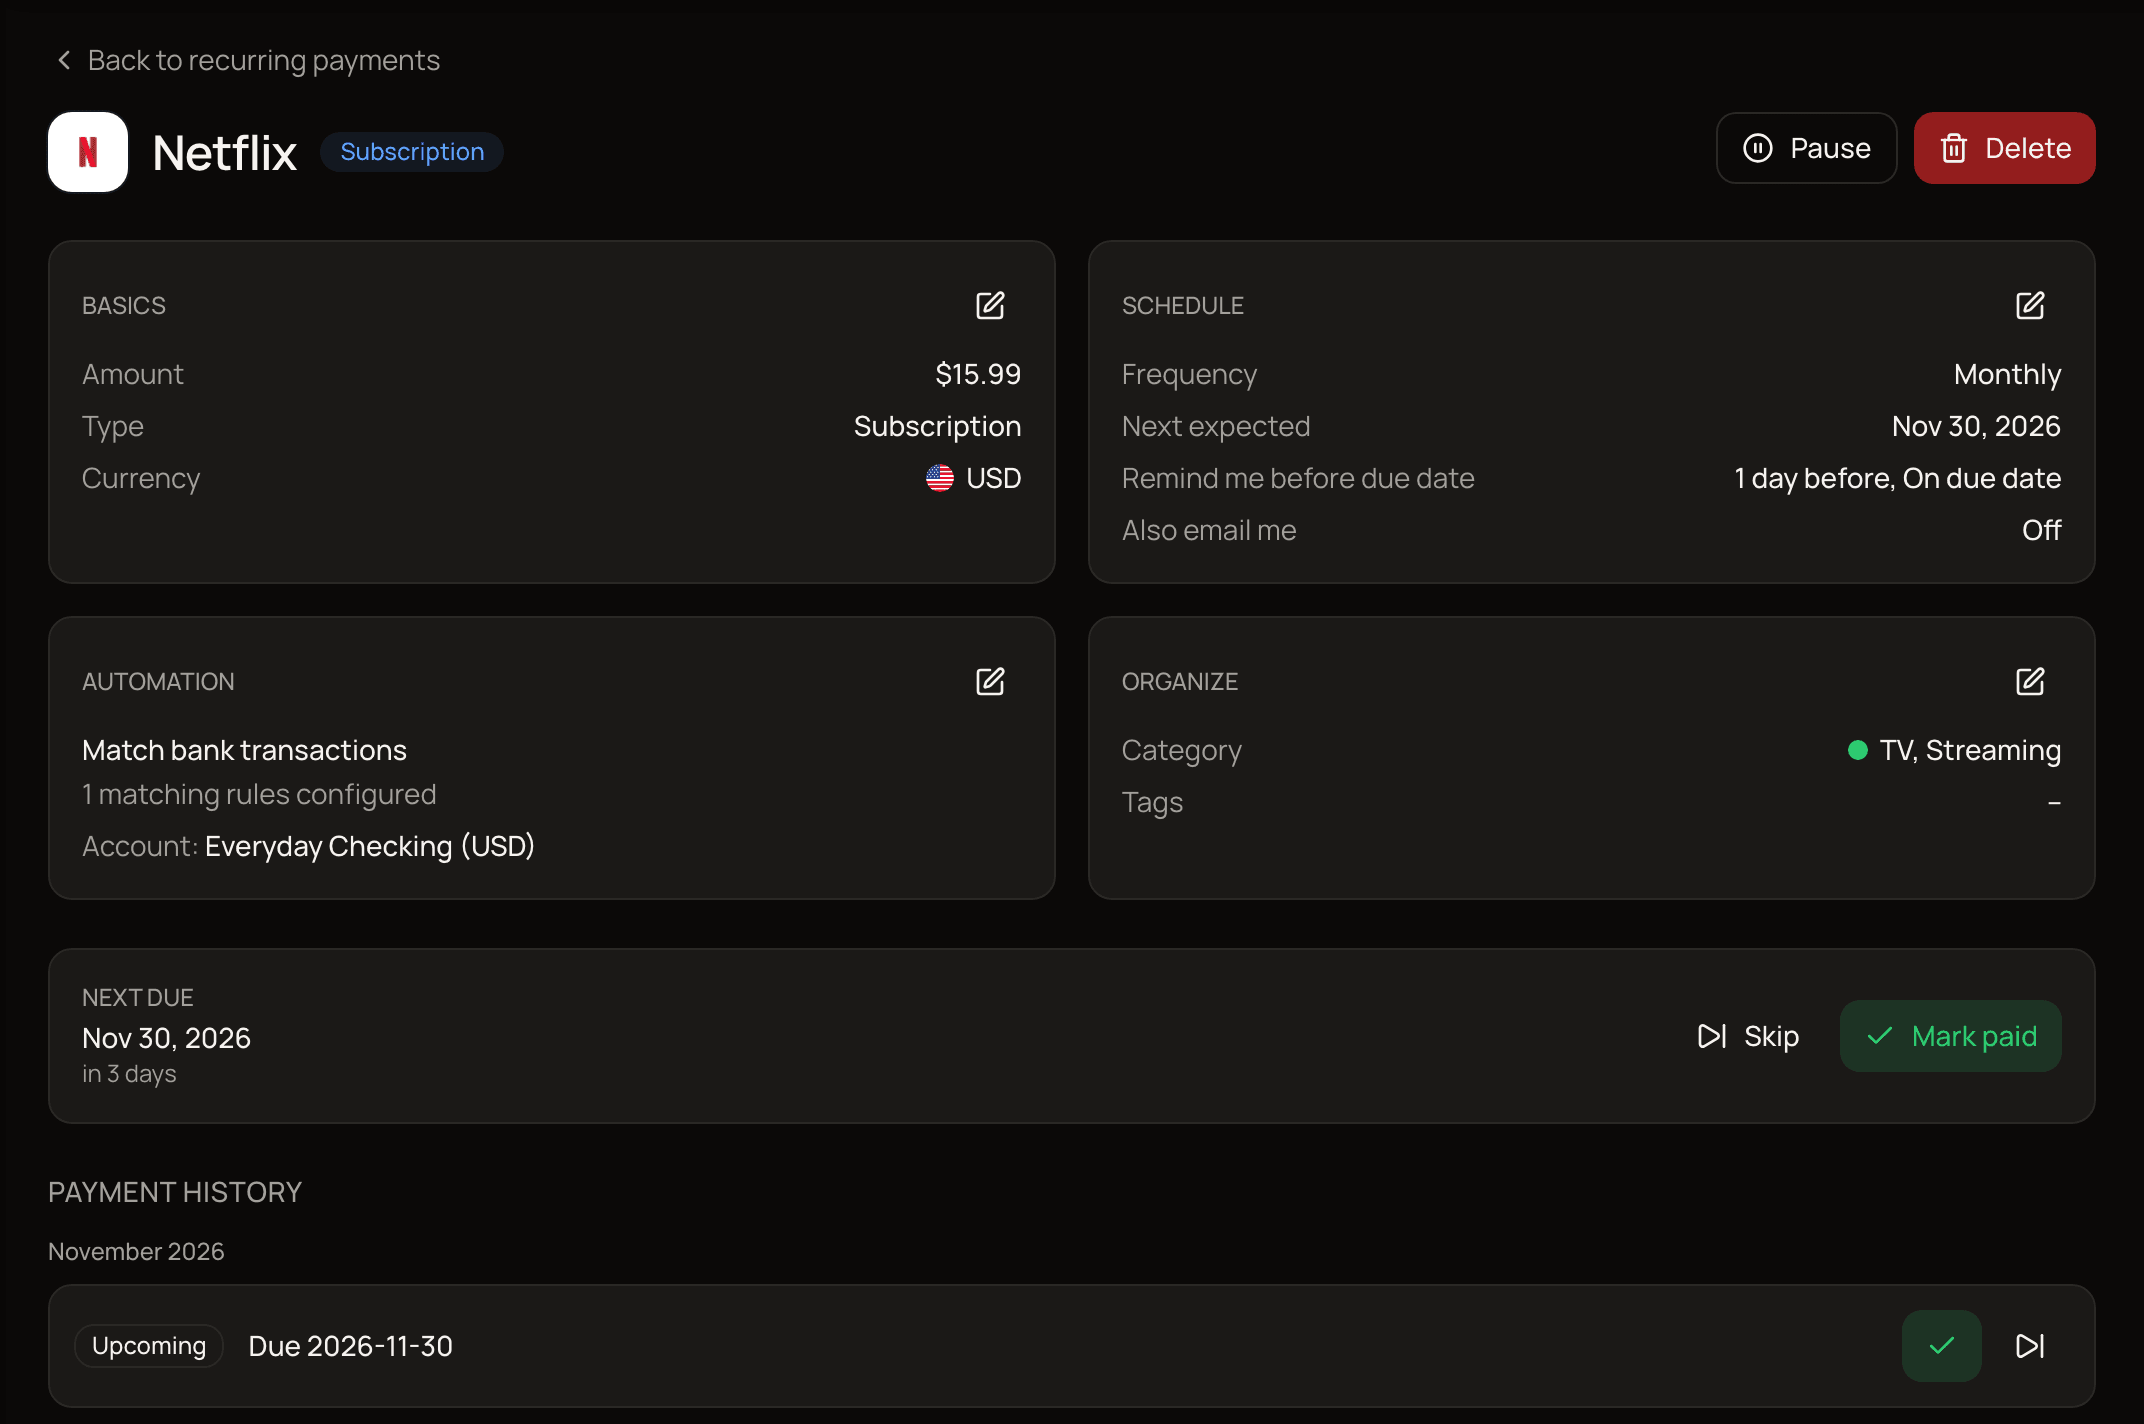 Back to recurring payments
N
Netflix
Subscription
Pause
Delete
BASICS
Amount $15.99
Type Subscription
Currency USD
SCHEDULE
Frequency Monthly
Next expected Nov 30, 2026
Remind me before due date 1 day before, On due date
Also email me Off
AUTOMATION
Match bank transactions
1 matching rules configured
Account: Everyday Checking (USD)
ORGANIZE
Category TV, Streaming
Tags –
NEXT DUE
Nov 30, 2026
in 3 days
Skip
Mark paid
PAYMENT HISTORY
November 2026
Upcoming Due 2026-11-30